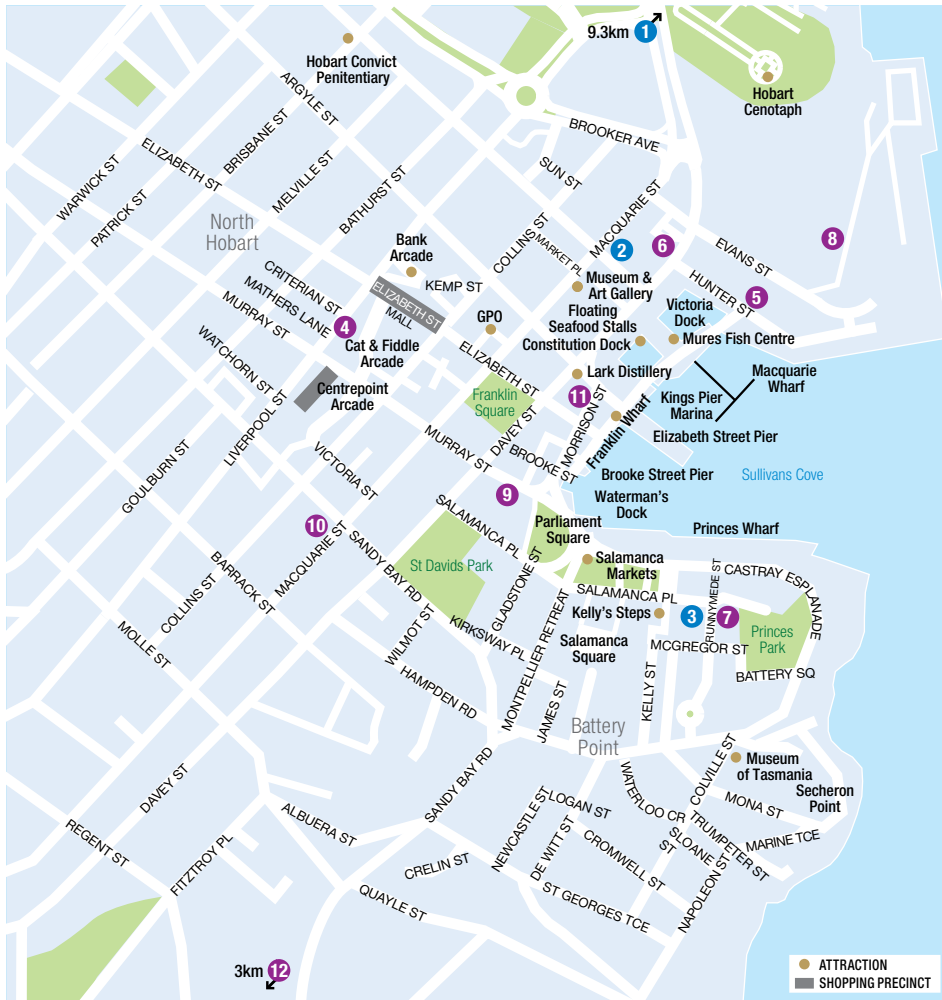 9.3km 1
Hobart Convict
Penitentiary
Hobart
Cenotaph
ARGYLE ST
BROOKER AVE
ELIZABETH ST
BRISBANE ST
MELVILLE ST
BATHURST ST
SUN ST
WARWICK ST
PATRICK ST
North
Hobart
COLLINS ST
MARKET PL
MACQUARIE ST
2
6
8
EVANS ST
Bank
Arcade
KEMP ST
HUNTER ST
5
Museum &
Art Gallery
Victoria
Dock
CRITERIAN ST
MATHERS LANE
MURRAY ST
ELIZABETH ST
MALL
GPO
Floating
Seafood Stalls
Constitution Dock
Mures Fish Centre
4
Cat & Fiddle
Arcade
WATCHORN ST
ELIZABETH ST
Lark Distillery
Macquarie
Wharf
Centrepoint
Arcade
Franklin
Square
11
Kings Pier
Marina
LIVERPOOL ST
DAVEY ST
MORRISON ST
Franklin Wharf
Elizabeth Street Pier
MURRAY ST
BROOKE ST
GOULBURN ST
VICTORIA ST
Brooke Street Pier
Sullivans Cove
9
Waterman's
Dock
10
SALAMANCA PL
Parliament
Square
Princes Wharf
MACQUARIE ST
SANDY BAY RD
St Davids Park
GLADSTONE ST
Salamanca
Markets
CASTRAY ESPLANADE
BARRACK ST
COLLINS ST
SALAMANCA PL
RUNNYMEDE ST
Kelly's Steps
3
7
MOLLE ST
WILMOT ST
KIRKSWAY PL
MONTPELLIER RETREAT
Salamanca
Square
MCGREGOR ST
Princes
Park
BATTERY SQ
HAMPDEN RD
JAMES ST
KELLY ST
Battery
Point
DAVEY ST
SANDY BAY RD
COLVILLE ST
Museum
of Tasmania
Secheron
Point
WATERLOO CR
MONA ST
REGENT ST
FITZTROY PL
ALBUERA ST
NEWCASTLE ST
LOGAN ST
DE WITT ST
CROMWELL ST
SLOANE
ST
TRUMPETER ST
MARINE TCE
CRELIN ST
QUAYLE ST
ST GEORGES TCE
NAPOLEON ST
3km 12
ATTRACTION
SHOPPING PRECINCT